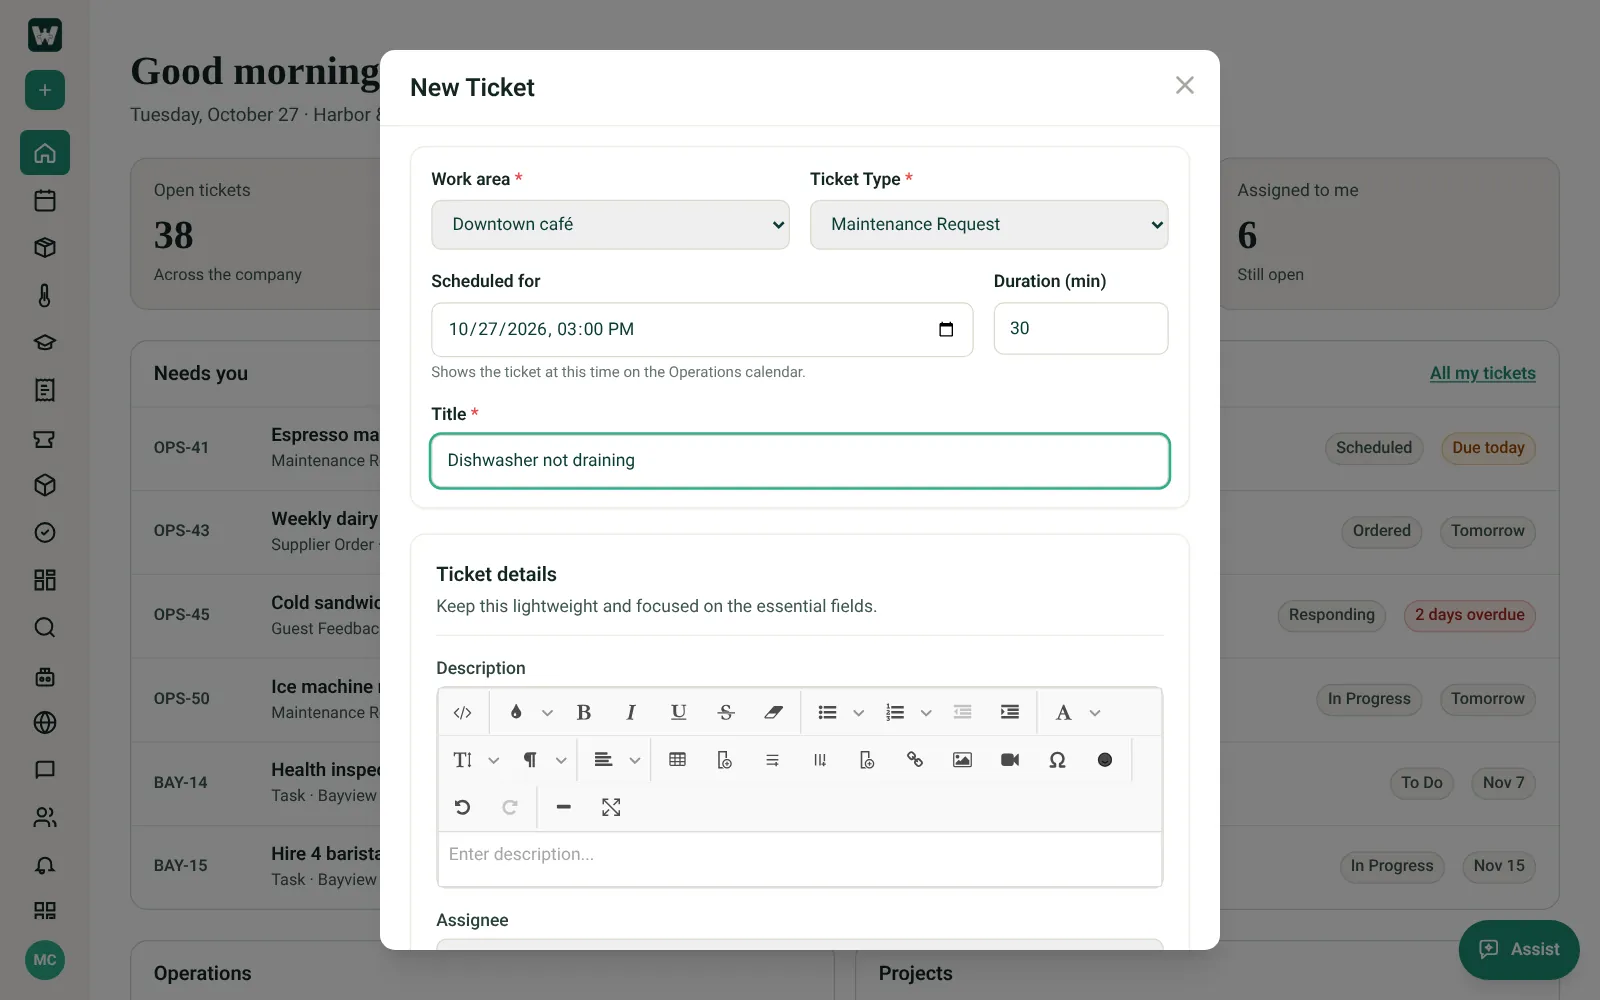 W
Good morning
Tuesday, October 27 · Harbor &
New Ticket
Work area *
Downtown café
Ticket Type *
Maintenance Request
Scheduled for
10/27/2026, 03:00 PM
Duration (min)
30
Shows the ticket at this time on the Operations calendar.
Title *
Dishwasher not draining
Ticket details
Keep this lightweight and focused on the essential fields.
Description
Enter description...
Assignee
Open tickets
38
Across the company
Assigned to me
6
Still open
Needs you
All my tickets
OPS-41
Espresso ma
Maintenance R
Scheduled
Due today
OPS-43
Weekly dairy
Supplier Order ·
Ordered
Tomorrow
OPS-45
Cold sandwic
Guest Feedbac
Responding
2 days overdue
OPS-50
Ice machine
Maintenance R
In Progress
Tomorrow
BAY-14
Health inspec
Task · Bayview
To Do
Nov 7
BAY-15
Hire 4 barista
Task · Bayview
In Progress
Nov 15
MC
Operations
Projects
Assist